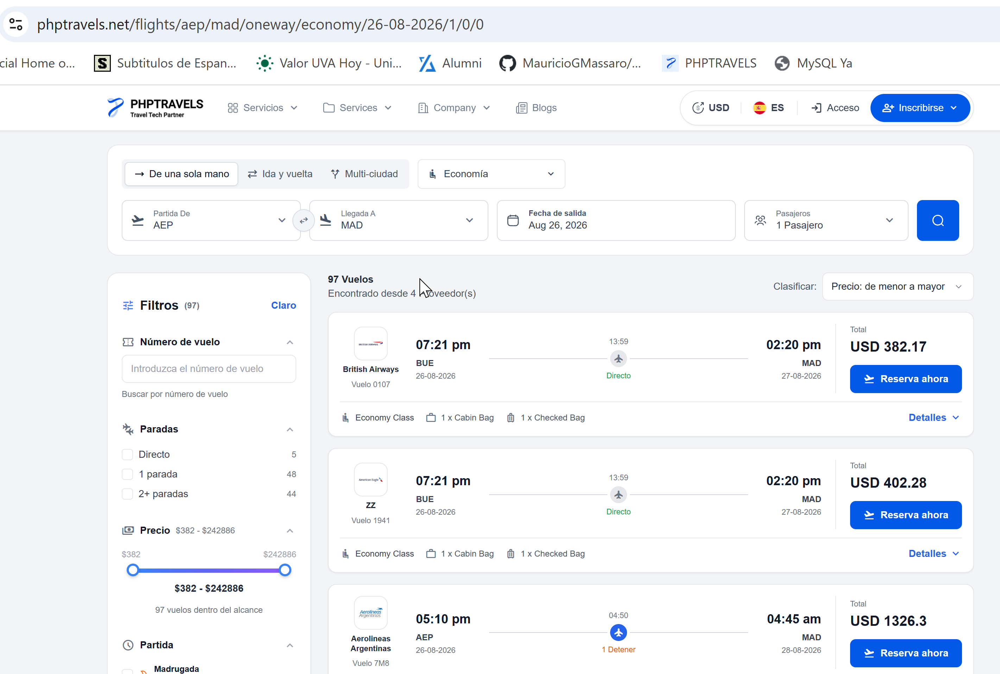 phptravels.net/flights/aep/mad/oneway/economy/26-08-2026/1/0/0
cial Home o... Subtitulos de Espan... Valor UVA Hoy - Uni... Alumni MauricioGMassaro/... PHPTRAVELS MySQL Ya
PHPTRAVELS
Travel Tech Partner
Servicios Services Company Blogs USD ES Acceso Inscribirse
De una sola mano Ida y vuelta Multi-ciudad Economía
Partida De
AEP
Llegada A
MAD
Fecha de salida
Aug 26, 2026
Pasajeros
1 Pasajero
97 Vuelos
Encontrado desde 4 oveedor(s)
Clasificar: Precio: de menor a mayor
Filtros (97) Claro
Número de vuelo
Introduzca el número de vuelo
Buscar por número de vuelo
Paradas
Directo 5
1 parada 48
2+ paradas 44
Precio $382 - $242886
$382 $242886
$382 - $242886
97 vuelos dentro del alcance
Partida
Madrugada
BRITISH AIRWAYS
British Airways
Vuelo 0107
07:21 pm
BUE
26-08-2026
13:59
Directo
02:20 pm
MAD
27-08-2026
Total
USD 382.17
Reserva ahora
Economy Class 1 x Cabin Bag 1 x Checked Bag Detalles
American Eagle
ZZ
Vuelo 1941
07:21 pm
BUE
26-08-2026
13:59
Directo
02:20 pm
MAD
27-08-2026
Total
USD 402.28
Reserva ahora
Economy Class 1 x Cabin Bag 1 x Checked Bag Detalles
Aerolíneas
Argentinas
Aerolineas
Argentinas
Vuelo 7M8
05:10 pm
AEP
26-08-2026
04:50
1 Detener
04:45 am
MAD
28-08-2026
Total
USD 1326.3
Reserva ahora